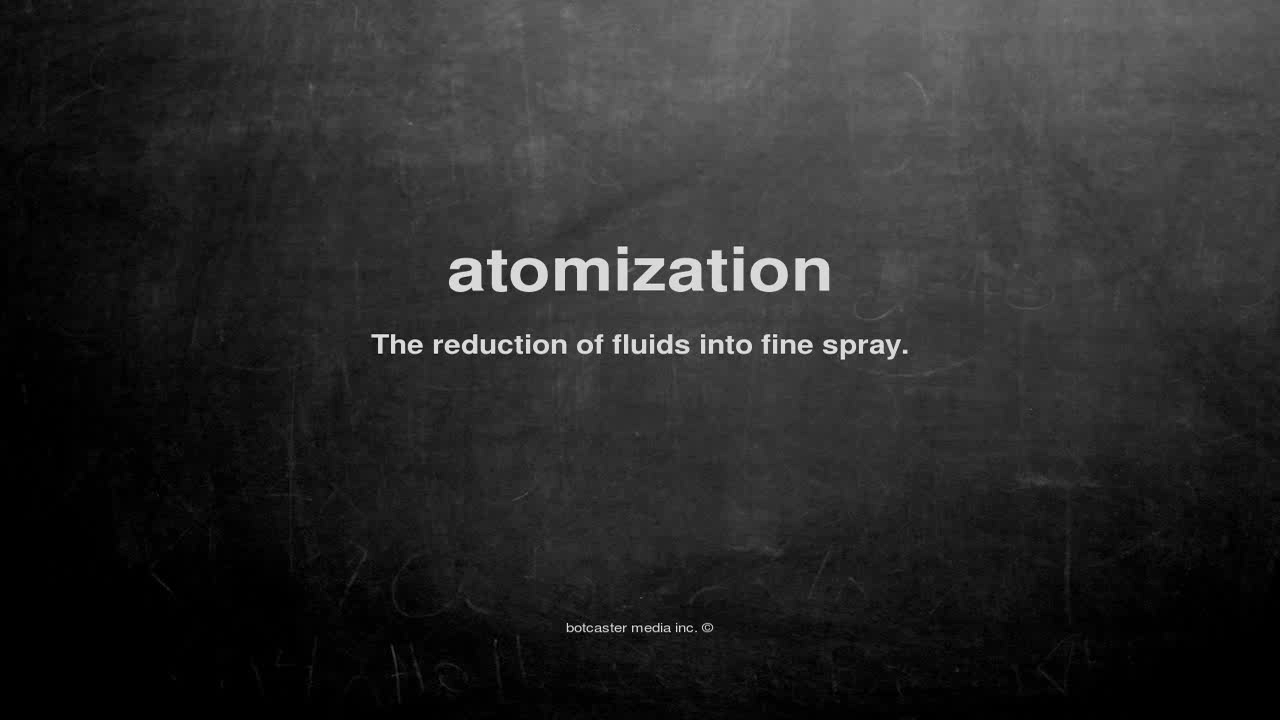 atomization
The reduction of fluids into fine spray.
botcaster media inc. ©